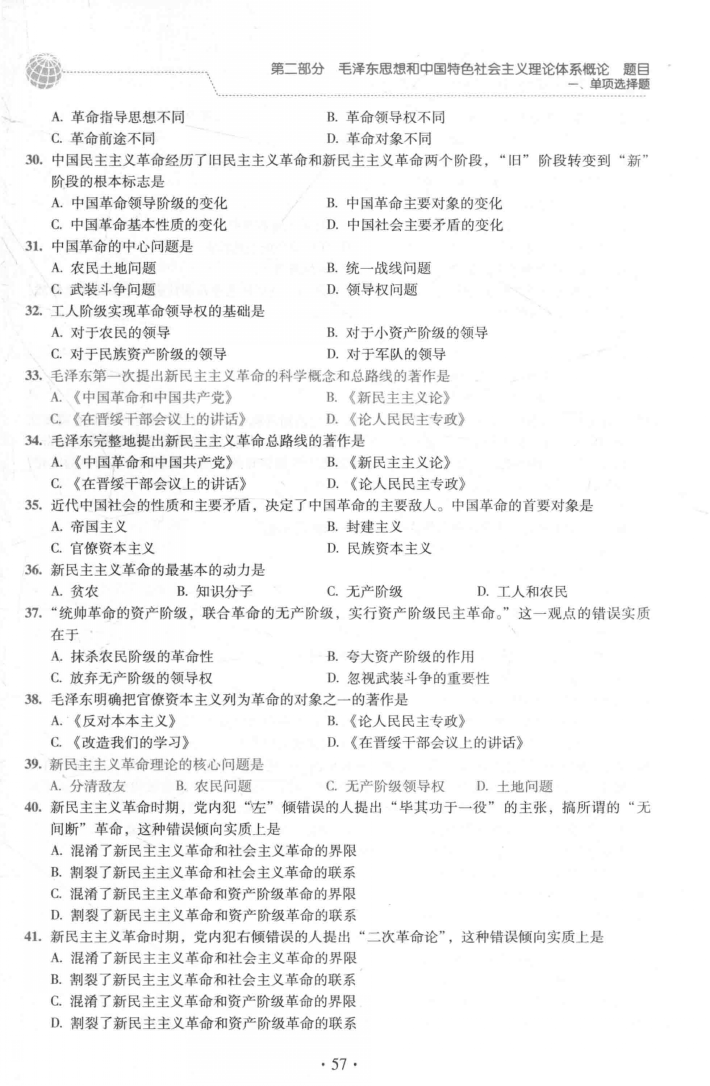 第二部分 毛泽东思想和中国特色社会主义理论体系概论 题目
一、单项选择题
A. 革命指导思想不同 B. 革命领导权不同
C. 革命前途不同 D. 革命对象不同
30. 中国民主主义革命经历了旧民主主义革命和新民主主义革命两个阶段，“旧”阶段转变到“新”
阶段的根本标志是
A. 中国革命领导阶级的变化 B. 中国革命主要对象的变化
C. 中国革命基本性质的变化 D. 中国社会主要矛盾的变化
31. 中国革命的中心问题是
A. 农民土地问题 B. 统一战线问题
C. 武装斗争问题 D. 领导权问题
32. 工人阶级实现革命领导权的基础是
A. 对于农民的领导 B. 对于小资产阶级的领导
C. 对于民族资产阶级的领导 D. 对于军队的领导
33. 毛泽东第一次提出新民主主义革命的科学概念和总路线的著作是
A.《中国革命和中国共产党》 B.《新民主主义论》
C.《在晋绥干部会议上的讲话》 D.《论人民民主专政》
34. 毛泽东完整地提出新民主主义革命总路线的著作是
A.《中国革命和中国共产党》 B.《新民主主义论》
C.《在晋绥干部会议上的讲话》 D.《论人民民主专政》
35. 近代中国社会的性质和主要矛盾，决定了中国革命的主要敌人。中国革命的首要对象是
A. 帝国主义 B. 封建主义
C. 官僚资本主义 D. 民族资本主义
36. 新民主主义革命的最基本的动力是
A. 贫农 B. 知识分子 C. 无产阶级 D. 工人和农民
37. “统帅革命的资产阶级，联合革命的无产阶级，实行资产阶级民主革命。”这一观点的错误实质
在于
A. 抹杀农民阶级的革命性 B. 夸大资产阶级的作用
C. 放弃无产阶级的领导权 D. 忽视武装斗争的重要性
38. 毛泽东明确把官僚资本主义列为革命的对象之一的著作是
A.《反对本本主义》 B.《论人民民主专政》
C.《改造我们的学习》 D.《在晋绥干部会议上的讲话》
39. 新民主主义革命理论的核心问题是
A. 分清敌友 B. 农民问题 C. 无产阶级领导权 D. 土地问题
40. 新民主主义革命时期，党内犯“左”倾错误的人提出“毕其功于一役”的主张，搞所谓的“无
间断”革命，这种错误倾向实质上是
A. 混淆了新民主主义革命和社会主义革命的界限
B. 割裂了新民主主义革命和社会主义革命的联系
C. 混淆了新民主主义革命和资产阶级革命的界限
D. 割裂了新民主主义革命和资产阶级革命的联系
41. 新民主主义革命时期，党内犯右倾错误的人提出“二次革命论”，这种错误倾向实质上是
A. 混淆了新民主主义革命和社会主义革命的界限
B. 割裂了新民主主义革命和社会主义革命的联系
C. 混淆了新民主主义革命和资产阶级革命的界限
D. 割裂了新民主主义革命和资产阶级革命的联系
· 57 ·